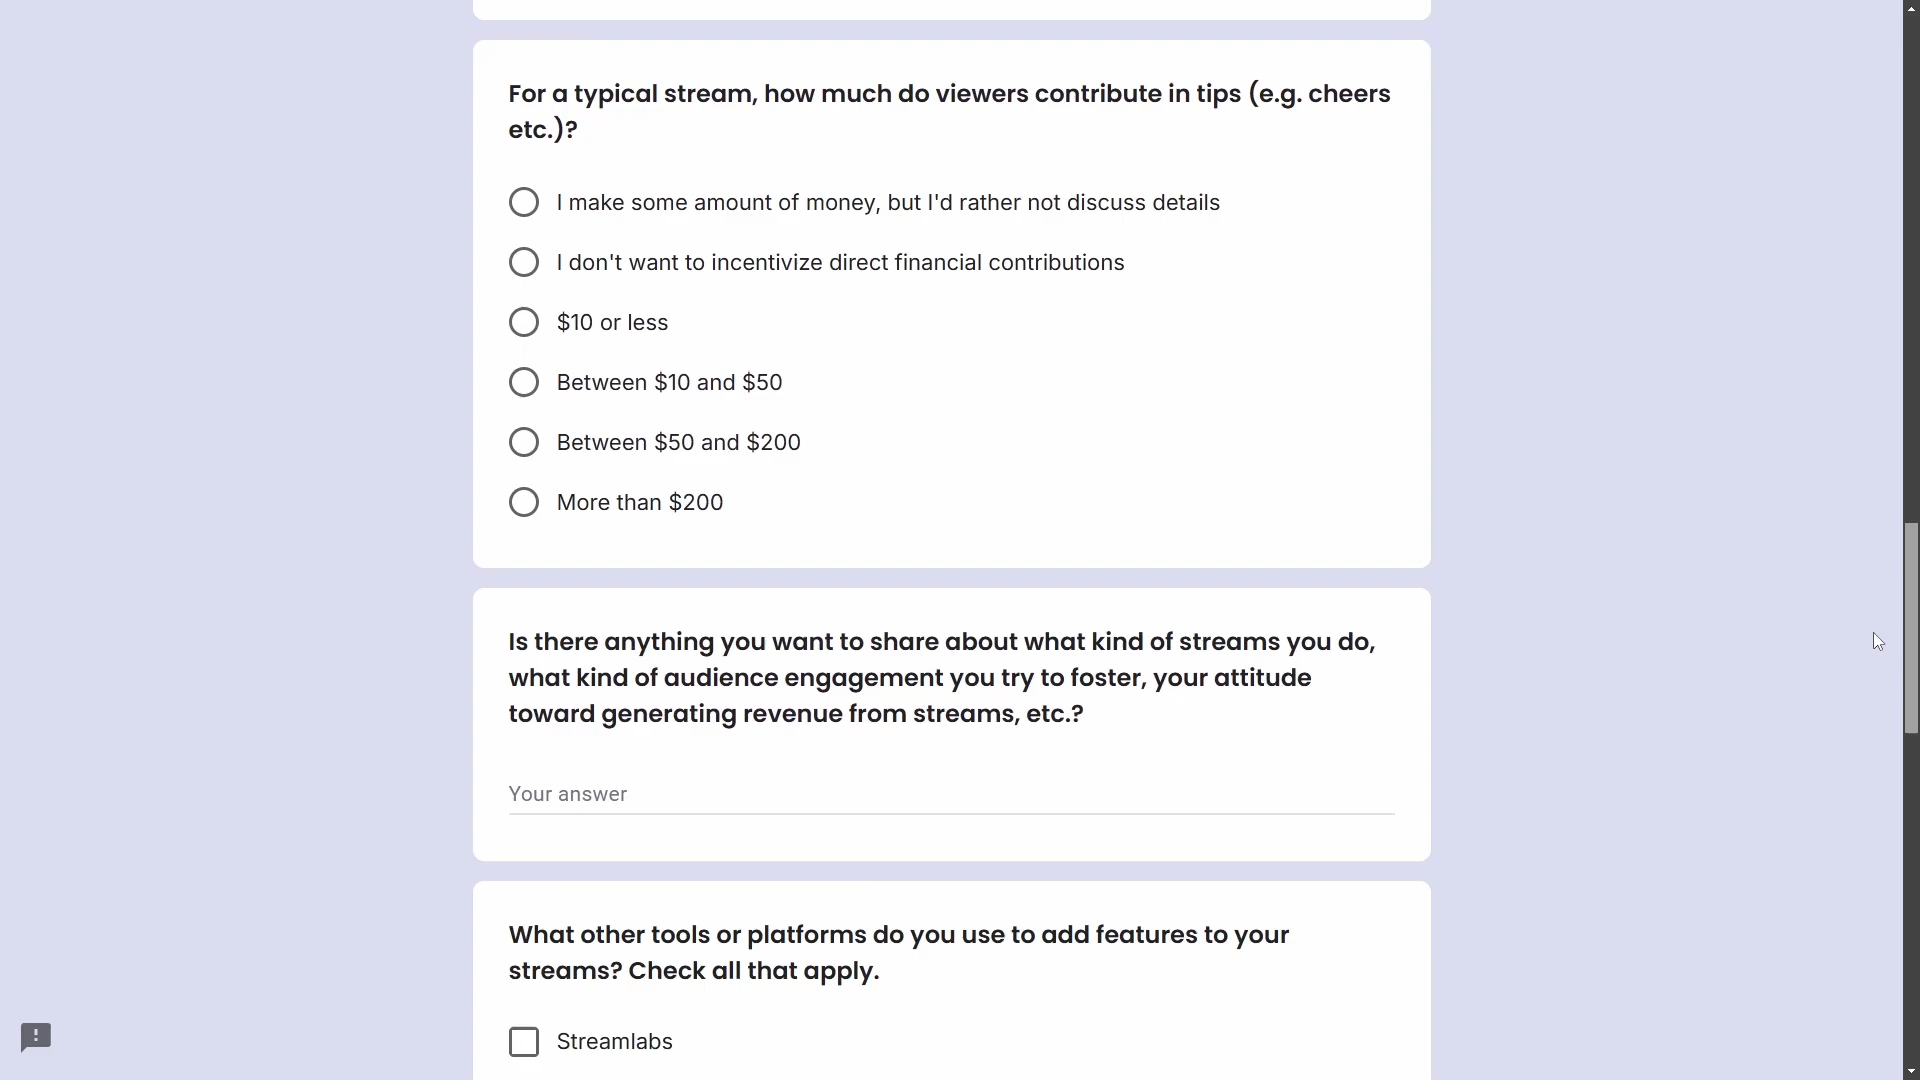 For a typical stream, how much do viewers contribute in tips (e.g. cheers
etc.)?
I make some amount of money, but I'd rather not discuss details
I don't want to incentivize direct financial contributions
$10 or less
Between $10 and $50
Between $50 and $200
More than $200
Is there anything you want to share about what kind of streams you do,
what kind of audience engagement you try to foster, your attitude
toward generating revenue from streams, etc.?
Your answer
What other tools or platforms do you use to add features to your
streams? Check all that apply.
Streamlabs